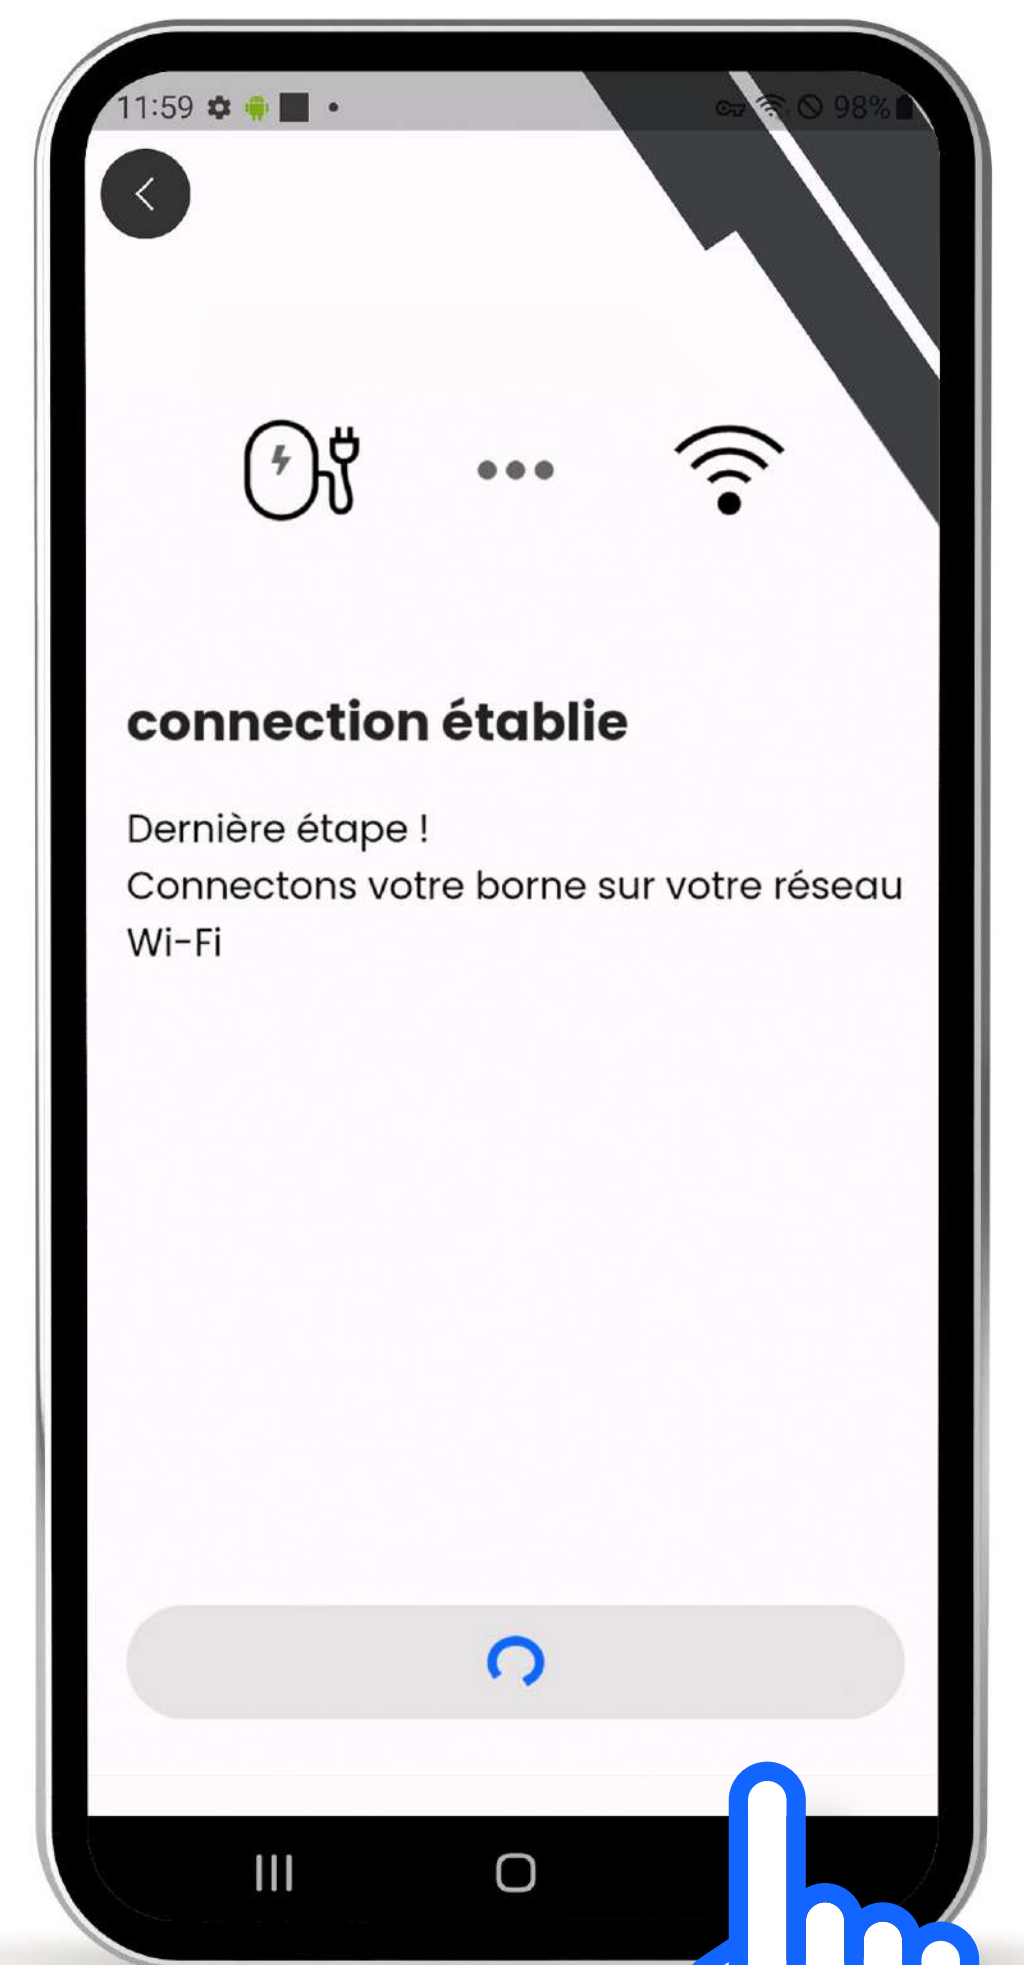 11:59 98%
connection établie
Dernière étape !
Connectons votre borne sur votre réseau
Wi-Fi